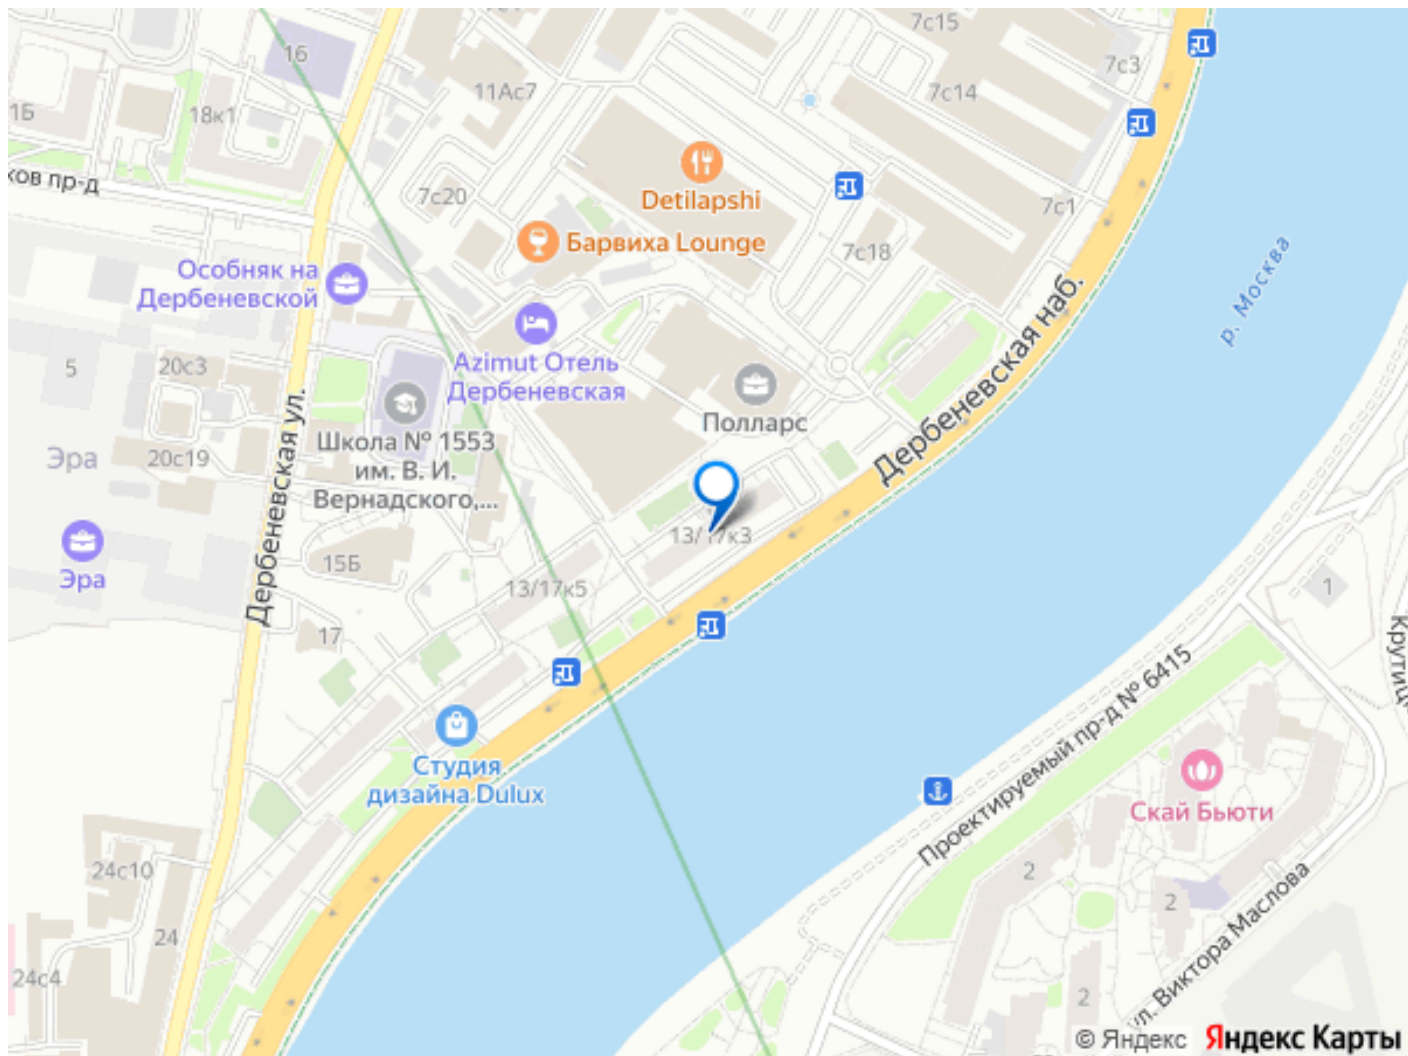 7с15
16
7с3
11Ас7
7с14
1Б
18к1
Detilapshi
ков пр-д
7с20
7с1
Барвиха Lounge
7с18
Особняк на
Дербеневской
р. Москва
Дербеневская наб.
Azimut Отель
Дербеневская
5
20с3
Полларс
Дербеневская ул.
Школа № 1553
им. В. И.
Вернадского,...
Эра
20с19
13/17к3
Эра
15Б
13/17к5
1
17
Крутиц
Проектируемый пр-д № 6415
Студия
дизайна Dulux
Скай Бьюти
24с10
2
2
ул. Виктора Маслова
24
24с4
2
© Яндекс
Яндекс Карты